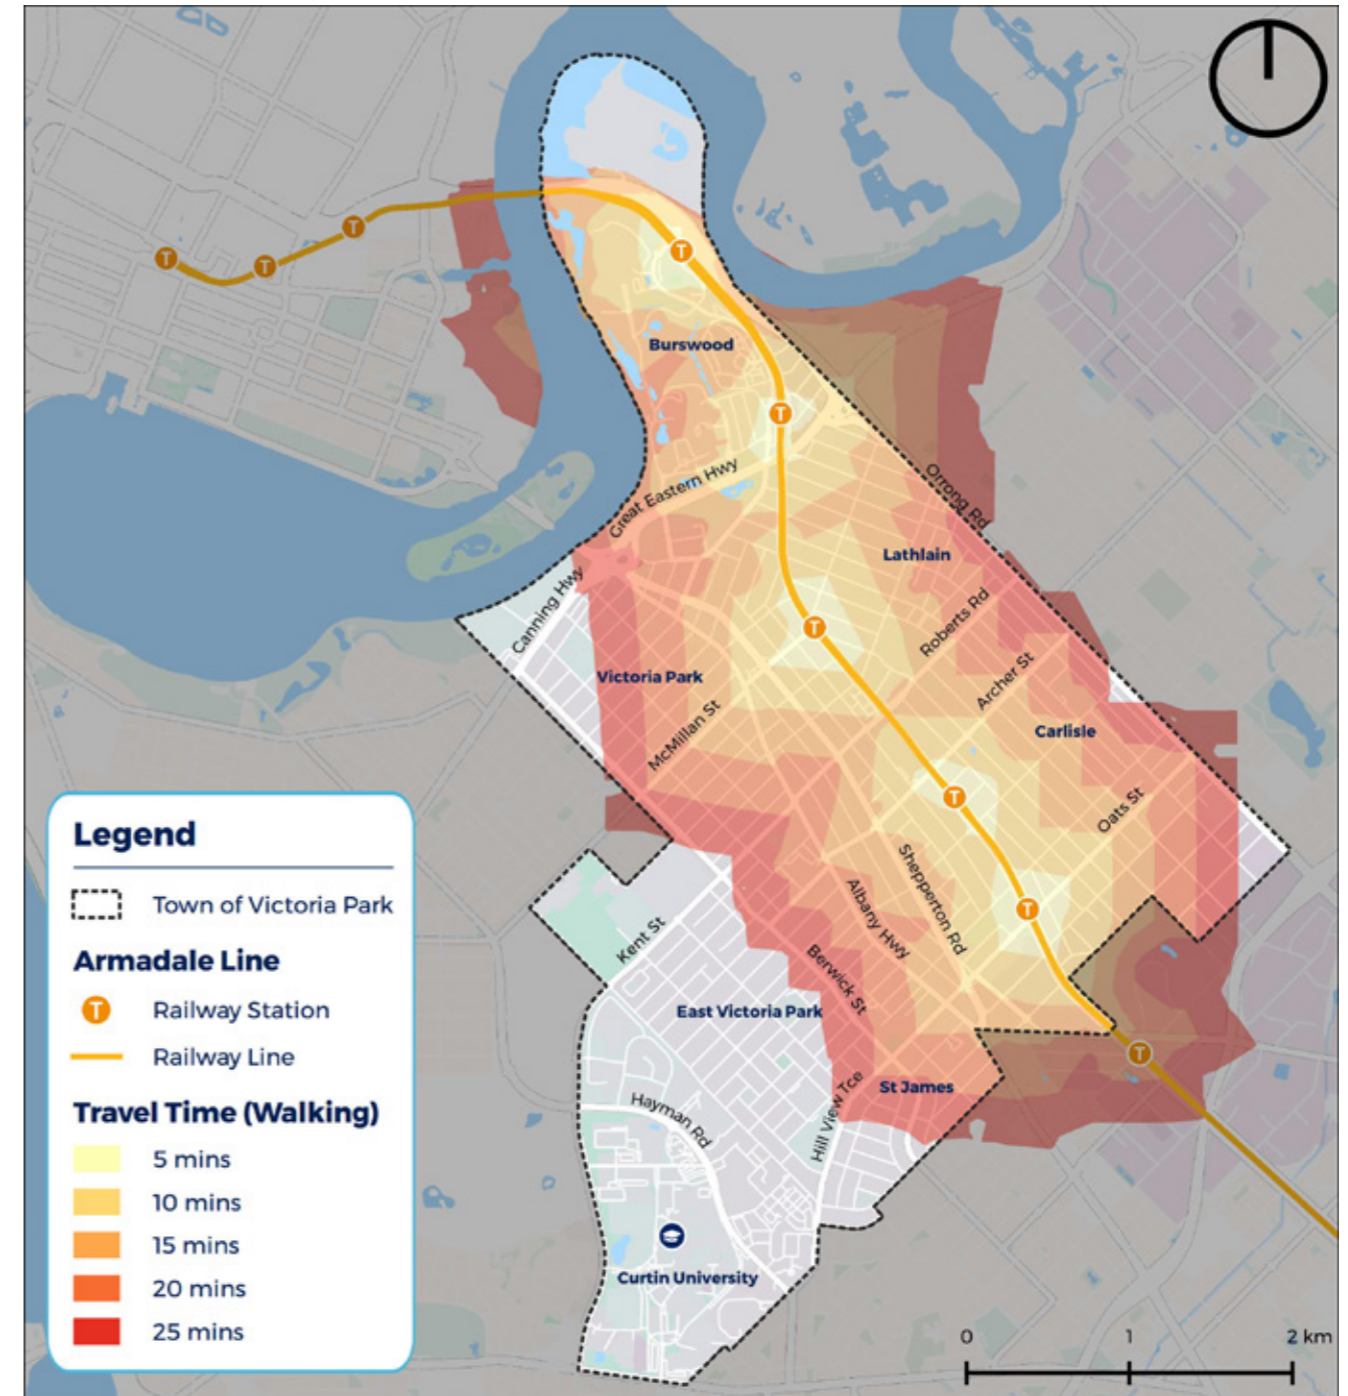 T
T
T
T
Burswood
T
Great Eastern Hwy
Orrong Rd
Lathlain
Canning Hwy
Roberts Rd
T
Victoria Park
Archer St
McMillan St
Carlisle
T
Oats St
Shepperton Rd
Albany Hwy
T
Kent St
Berwick St
East Victoria Park
T
St James
Hill View Tce
Hayman Rd
Curtin University
Legend
Town of Victoria Park
Armadale Line
T Railway Station
Railway Line
Travel Time (Walking)
5 mins
10 mins
15 mins
20 mins
25 mins
0 1 2 km